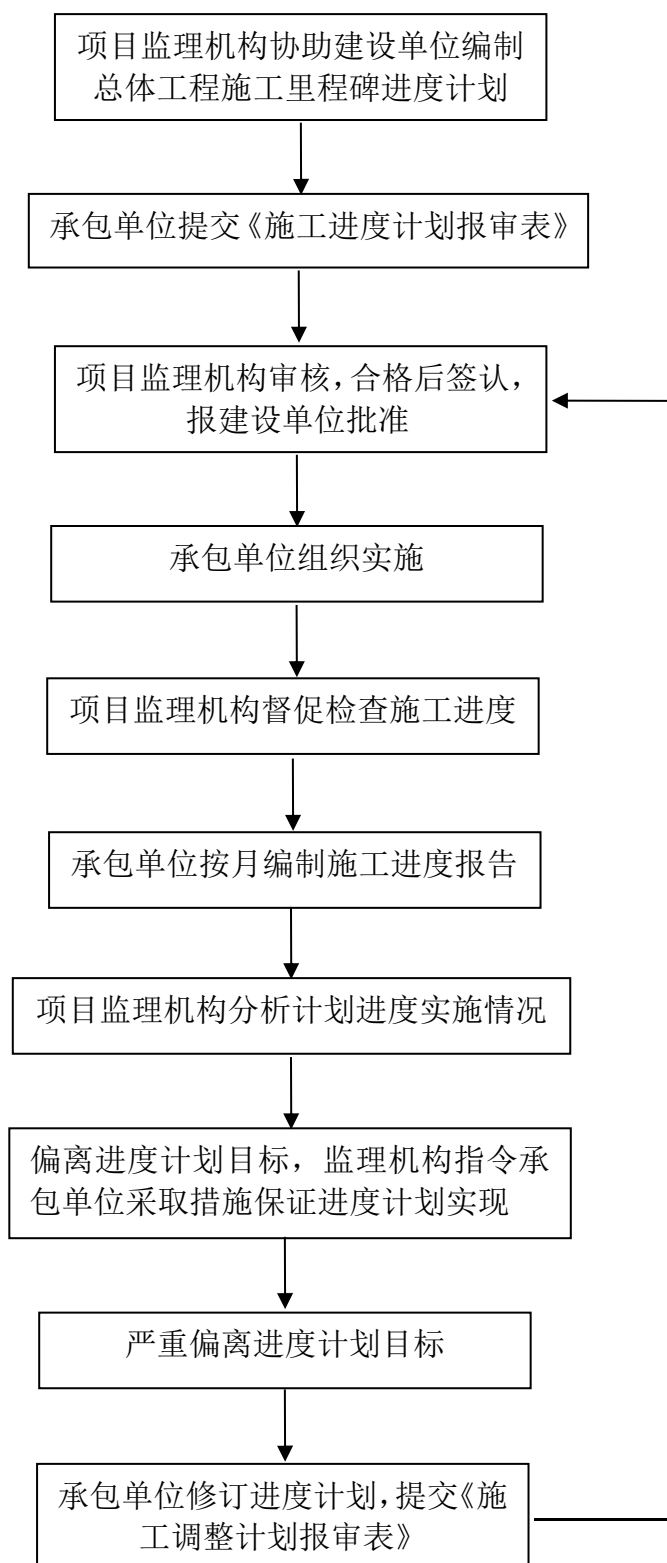 项目监理机构协助建设单位编制
总体工程施工里程碑进度计划
承包单位提交《施工进度计划报审表》
项目监理机构审核，合格后签认，
报建设单位批准
承包单位组织实施
项目监理机构督促检查施工进度
承包单位按月编制施工进度报告
项目监理机构分析计划进度实施情况
偏离进度计划目标，监理机构指令承
包单位采取措施保证进度计划实现
严重偏离进度计划目标
承包单位修订进度计划，提交《施
工调整计划报审表》